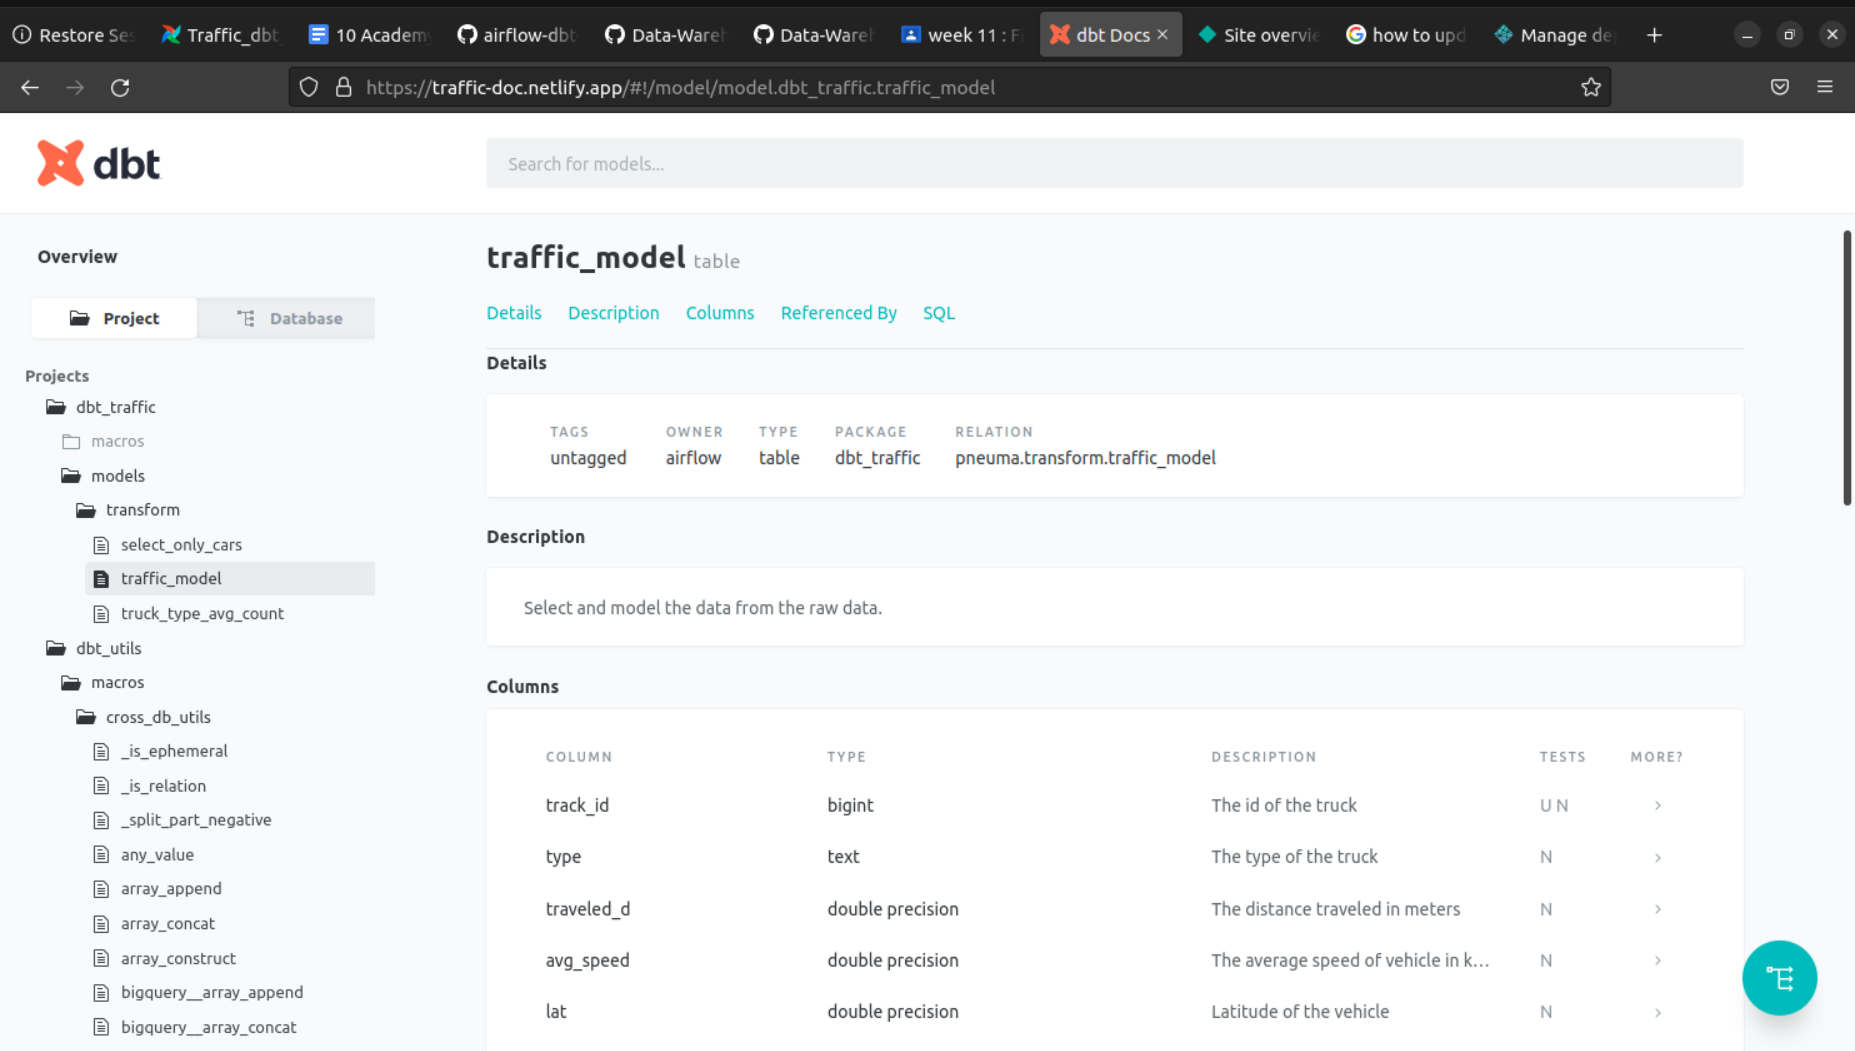 Restore Ses
Traffic_dbt
10 Academy
airflow-dbt
Data-Wareh
Data-Wareh
week 11 : Fi
dbt Docs
Site overvie
how to upd
Manage de
https://traffic-doc.netlify.app/#!/model/model.dbt_traffic.traffic_model
dbt
Search for models...
Overview
Project
Database
Projects
dbt_traffic
macros
models
transform
select_only_cars
traffic_model
truck_type_avg_count
dbt_utils
macros
cross_db_utils
_is_ephemeral
_is_relation
_split_part_negative
any_value
array_append
array_concat
array_construct
bigquery__array_append
bigquery__array_concat
traffic_model table
Details Description Columns Referenced By SQL
Details
TAGS OWNER TYPE PACKAGE RELATION
untagged airflow table dbt_traffic pneuma.transform.traffic_model
Description
Select and model the data from the raw data.
Columns
COLUMN TYPE DESCRIPTION TESTS MORE?
track_id bigint The id of the truck U N
type text The type of the truck N
traveled_d double precision The distance traveled in meters N
avg_speed double precision The average speed of vehicle in k... N
lat double precision Latitude of the vehicle N